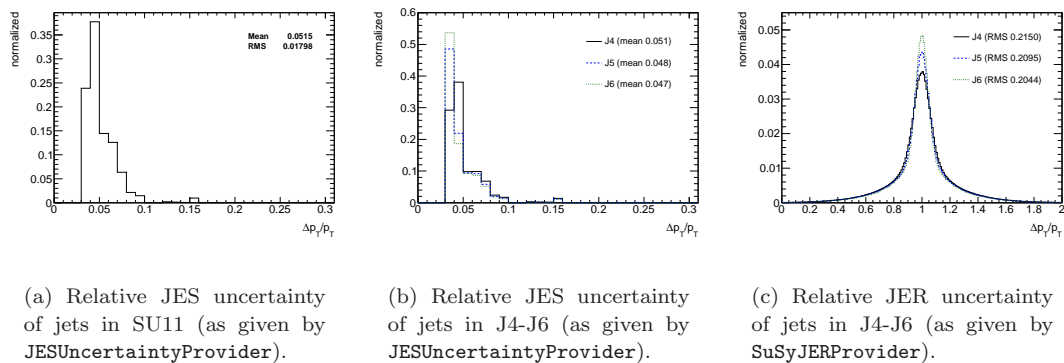 normalized
0.35
0.3
0.25
0.2
0.15
0.1
0.05
0
0 0.05 0.1 0.15 0.2 0.25 0.3
Δp_T/p_T
Mean 0.0515
RMS 0.01798
normalized
0.6
0.5
0.4
0.3
0.2
0.1
0
0 0.05 0.1 0.15 0.2 0.25 0.3
Δp_T/p_T
J4 (mean 0.051)
J5 (mean 0.048)
J6 (mean 0.047)
normalized
0.05
0.04
0.03
0.02
0.01
0
0 0.2 0.4 0.6 0.8 1 1.2 1.4 1.6 1.8 2
Δp_T/p_T
J4 (RMS 0.2150)
J5 (RMS 0.2095)
J6 (RMS 0.2044)
(a) Relative JES uncertainty
of jets in SU11 (as given by
JESUncertaintyProvider).
(b) Relative JES uncertainty
of jets in J4-J6 (as given by
JESUncertaintyProvider).
(c) Relative JER uncertainty
of jets in J4-J6 (as given by
SuSyJERProvider).